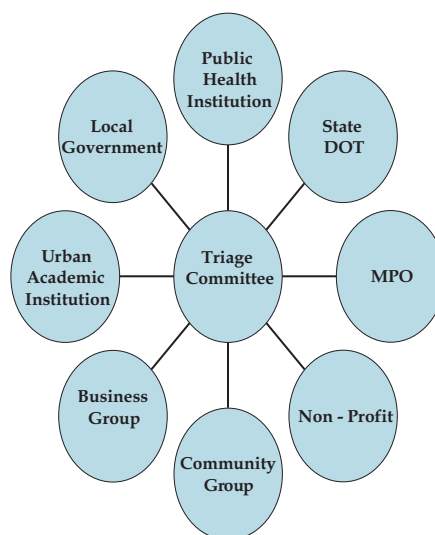 Public
Health
Institution
Local
Government
State
DOT
Urban
Academic
Institution
Triage
Committee
MPO
Business
Group
Non - Profit
Community
Group